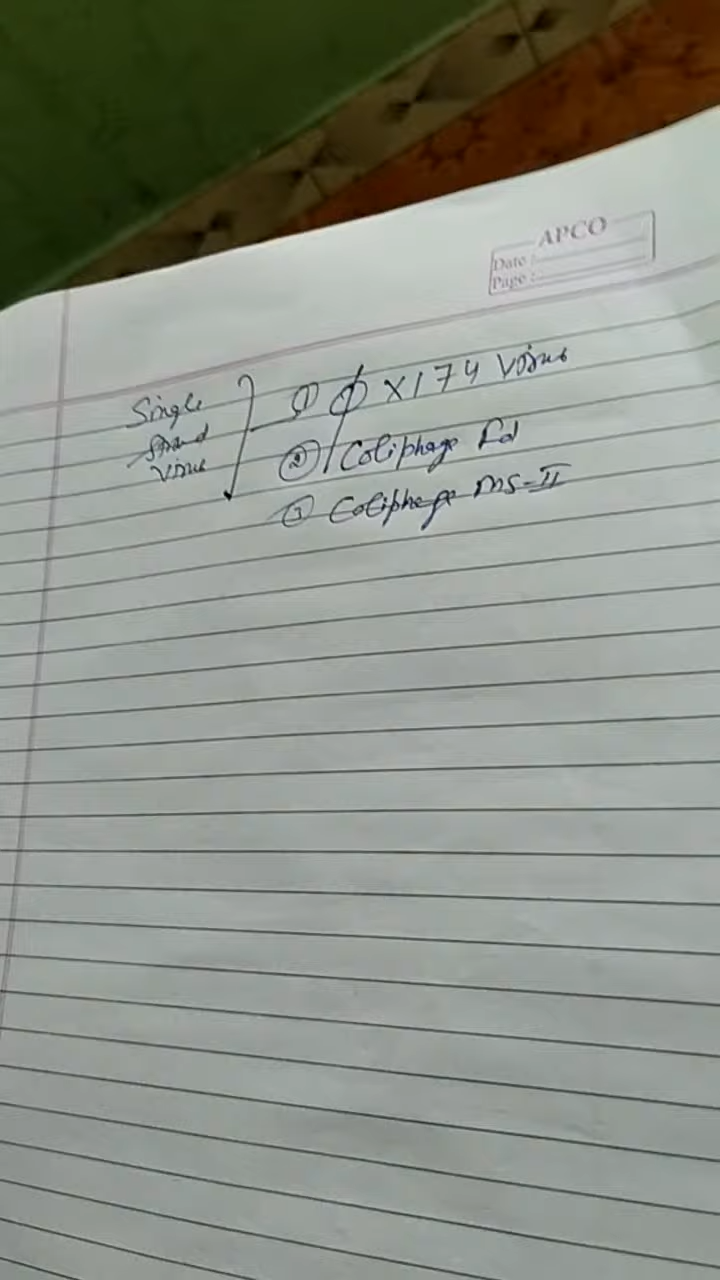 APCO
Date :
Page :
Single
Strand
Virus
① ϕ X174 Virus
② Coliphage fd
③ Coliphage MS-II